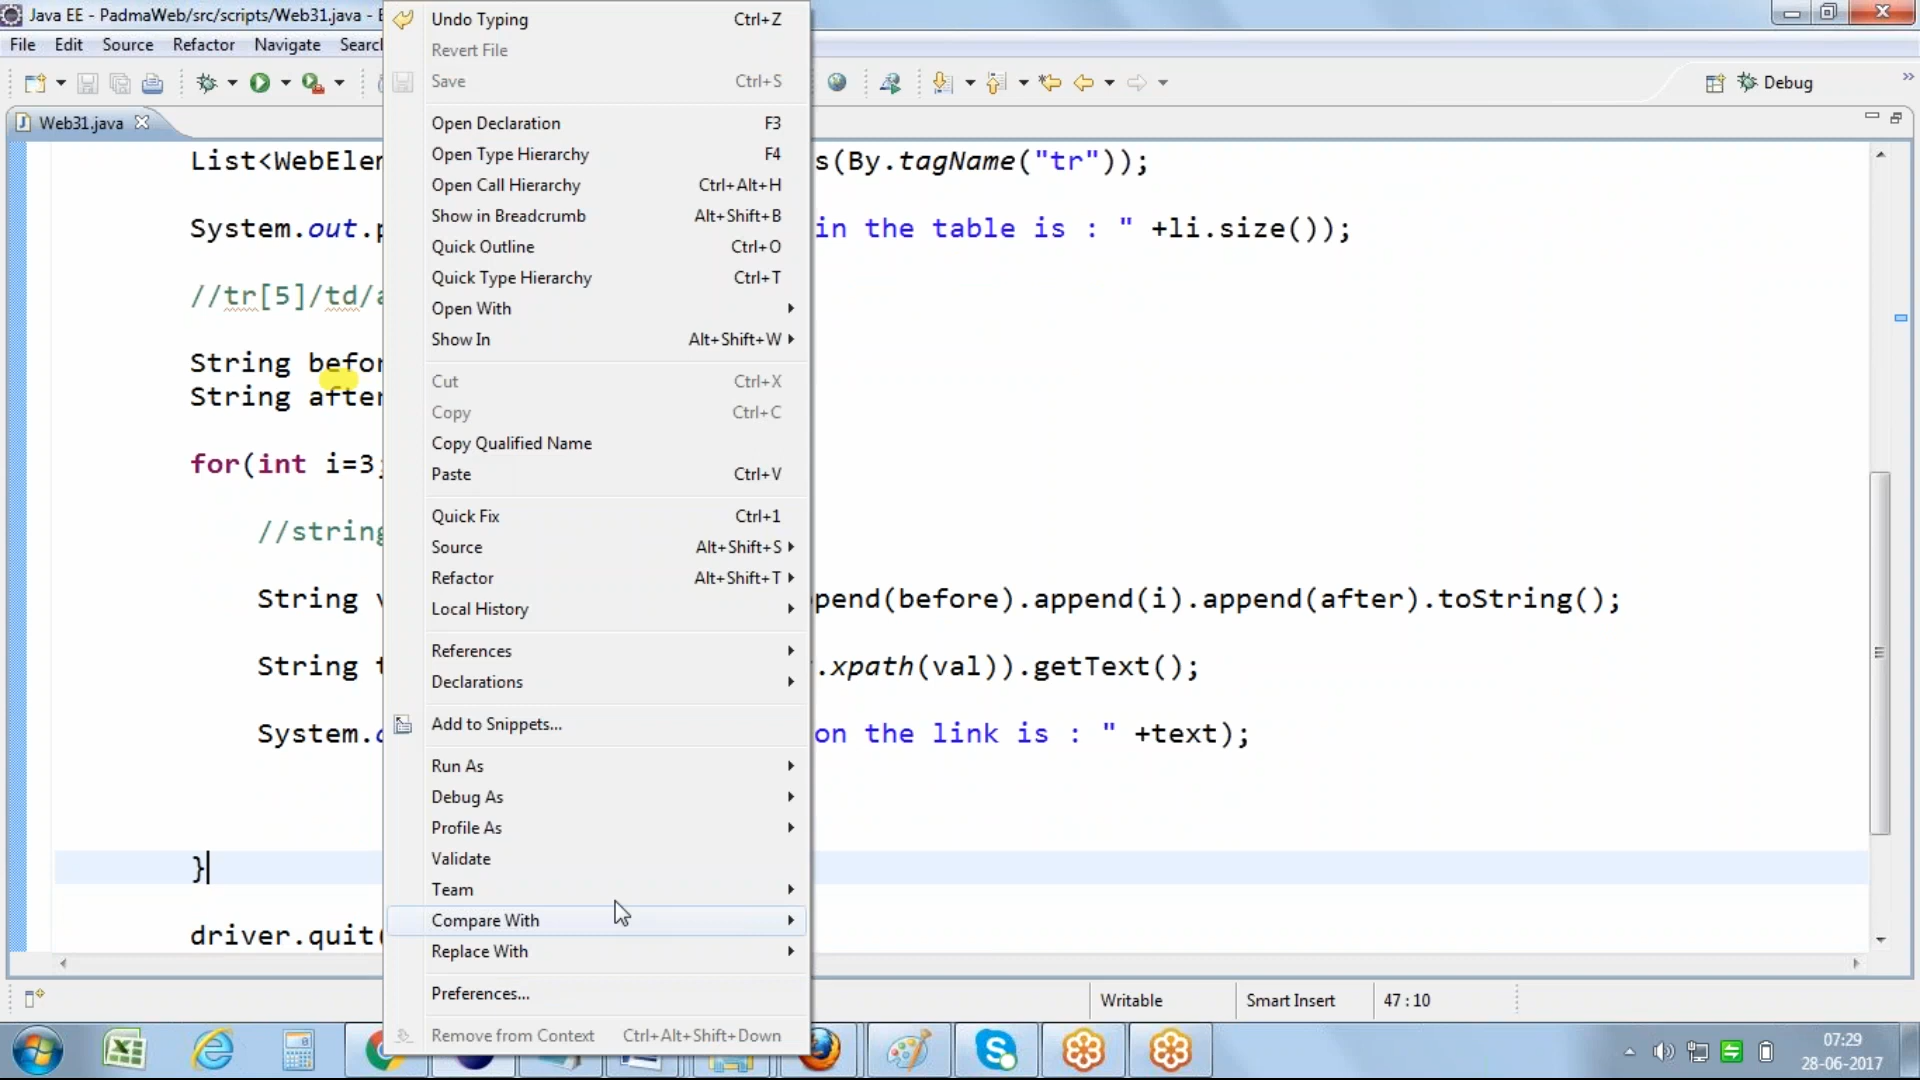 Java EE - PadmaWeb/src/scripts/Web31.java -
File Edit Source Refactor Navigate Search
Debug
Web31.java
List<WebElem s(By.tagName("tr"));
System.out.p in the table is : " +li.size());
//tr[5]/td/a
String before
String after
for(int i=3;
//string
String v pend(before).append(i).append(after).toString();
String t .xpath(val)).getText();
System.o on the link is : " +text);
}
driver.quit(
Undo Typing Ctrl+Z
Revert File
Save Ctrl+S
Open Declaration F3
Open Type Hierarchy F4
Open Call Hierarchy Ctrl+Alt+H
Show in Breadcrumb Alt+Shift+B
Quick Outline Ctrl+O
Quick Type Hierarchy Ctrl+T
Open With
Show In Alt+Shift+W
Cut Ctrl+X
Copy Ctrl+C
Copy Qualified Name
Paste Ctrl+V
Quick Fix Ctrl+1
Source Alt+Shift+S
Refactor Alt+Shift+T
Local History
References
Declarations
Add to Snippets...
Run As
Debug As
Profile As
Validate
Team
Compare With
Replace With
Preferences...
Remove from Context Ctrl+Alt+Shift+Down
Writable Smart Insert 47 : 10
07:29
28-06-2017